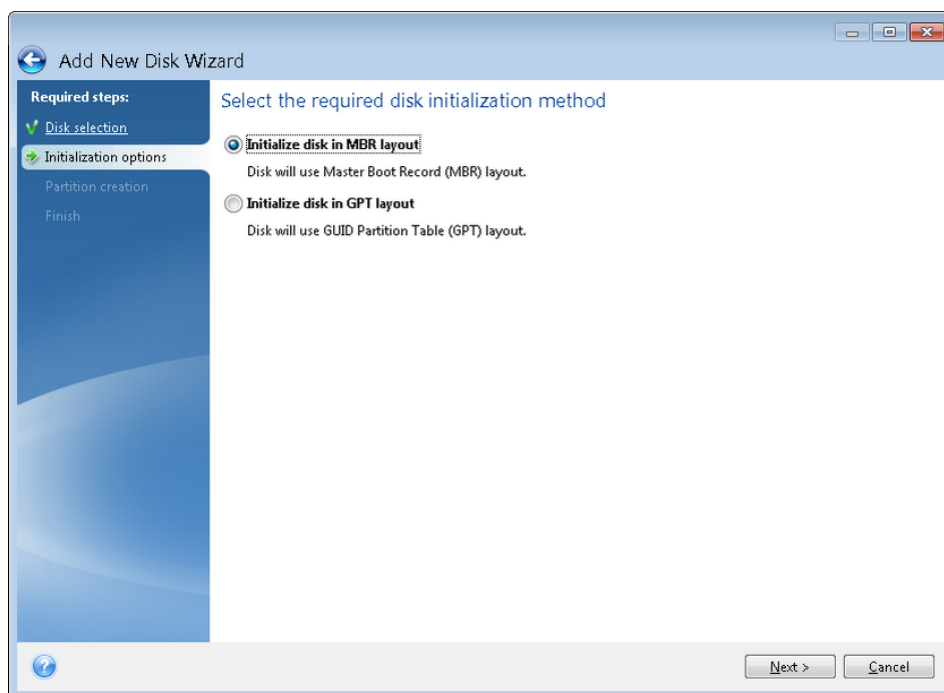 Add New Disk Wizard
Required steps:
Disk selection
Initialization options
Partition creation
Finish
Select the required disk initialization method
Initialize disk in MBR layout
Disk will use Master Boot Record (MBR) layout.
Initialize disk in GPT layout
Disk will use GUID Partition Table (GPT) layout.
?
Next >
Cancel